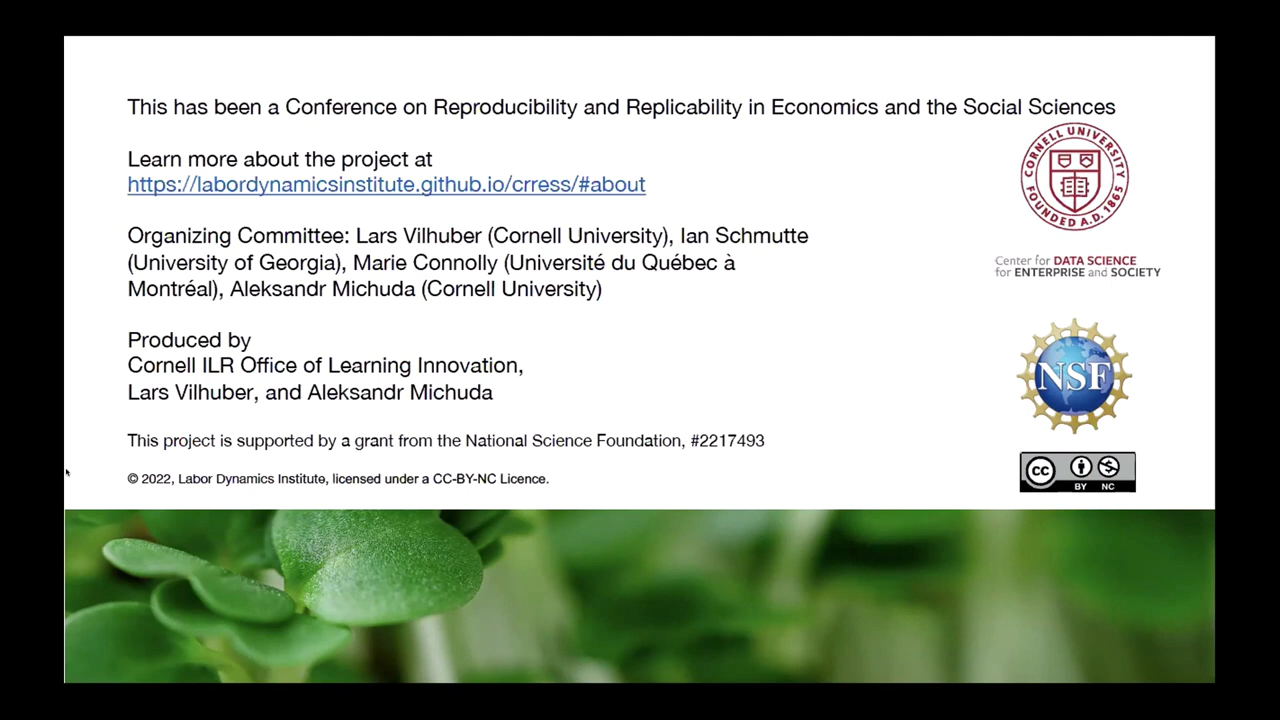 This has been a Conference on Reproducibility and Replicability in Economics and the Social Sciences
Learn more about the project at
https://labordynamicsinstitute.github.io/crress/#about
Organizing Committee: Lars Vilhuber (Cornell University), Ian Schmutte
(University of Georgia), Marie Connolly (Université du Québec à
Montréal), Aleksandr Michuda (Cornell University)
Produced by
Cornell ILR Office of Learning Innovation,
Lars Vilhuber, and Aleksandr Michuda
This project is supported by a grant from the National Science Foundation, #2217493
© 2022, Labor Dynamics Institute, licensed under a CC-BY-NC Licence.
CORNELL UNIVERSITY
FOUNDED A.D. 1865
Center for DATA SCIENCE
for ENTERPRISE and SOCIETY
NSF
cc
BY NC